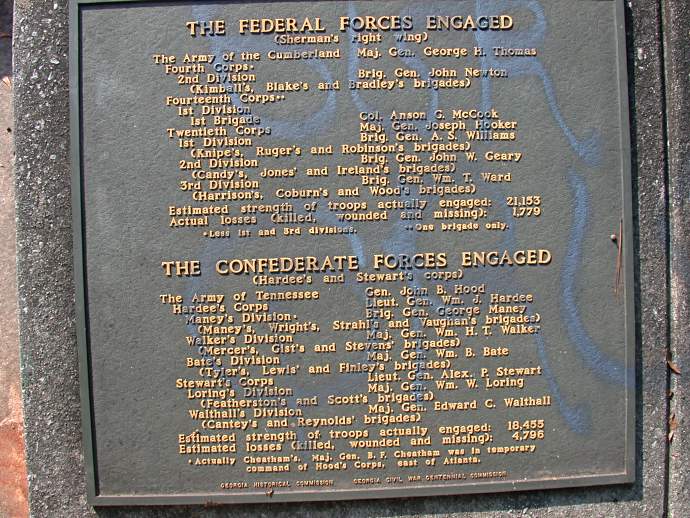 THE FEDERAL FORCES ENGAGED
(Sherman's right wing)
The Army of the Cumberland Maj. Gen. George H. Thomas
Fourth Corps*
2nd Division Brig. Gen. John Newton
(Kimball's, Blake's and Bradley's brigades)
Fourteenth Corps**
1st Division
1st Brigade Col. Anson G. McCook
Twentieth Corps Maj. Gen. Joseph Hooker
1st Division Brig. Gen. A. S. Williams
(Knipe's, Ruger's and Robinson's brigades)
2nd Division Brig. Gen. John W. Geary
(Candy's, Jones' and Ireland's brigades)
3rd Division Brig. Gen. Wm. T. Ward
(Harrison's, Coburn's and Wood's brigades)
Estimated strength of troops actually engaged: 21,153
Actual losses (killed, wounded and missing): 1,779
*Less 1st and 3rd divisions. **One brigade only.
THE CONFEDERATE FORCES ENGAGED
(Hardee's and Stewart's corps)
The Army of Tennessee Gen. John B. Hood
Hardee's Corps Lieut. Gen. Wm. J. Hardee
Maney's Division* Brig. Gen. George Maney
(Maney's, Wright's, Strahl's and Vaughan's brigades)
Walker's Division Maj. Gen. Wm. H. T. Walker
(Mercer's, Gist's and Stevens' brigades)
Bate's Division Maj. Gen. Wm. B. Bate
(Tyler's, Lewis' and Finley's brigades)
Stewart's Corps Lieut. Gen. Alex. P. Stewart
Loring's Division Maj. Gen. Wm. W. Loring
(Featherston's and Scott's brigades)
Walthall's Division Maj. Gen. Edward C. Walthall
(Cantey's and Reynolds' brigades)
Estimated strength of troops actually engaged: 18,455
Estimated losses (killed, wounded and missing): 4,796
*Actually Cheatham's. Maj. Gen. B. F. Cheatham was in temporary
command of Hood's Corps, east of Atlanta.
GEORGIA HISTORICAL COMMISSION GEORGIA CIVIL WAR CENTENNIAL COMMISSION